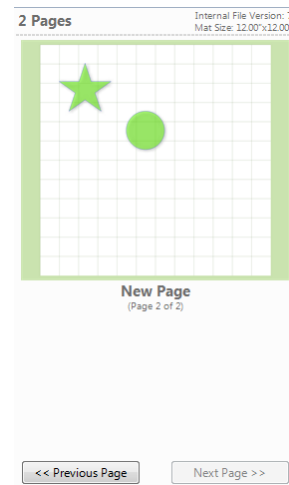 2 Pages
Internal File Version:
Mat Size: 12.00"x12.00
New Page
(Page 2 of 2)
<< Previous Page
Next Page >>